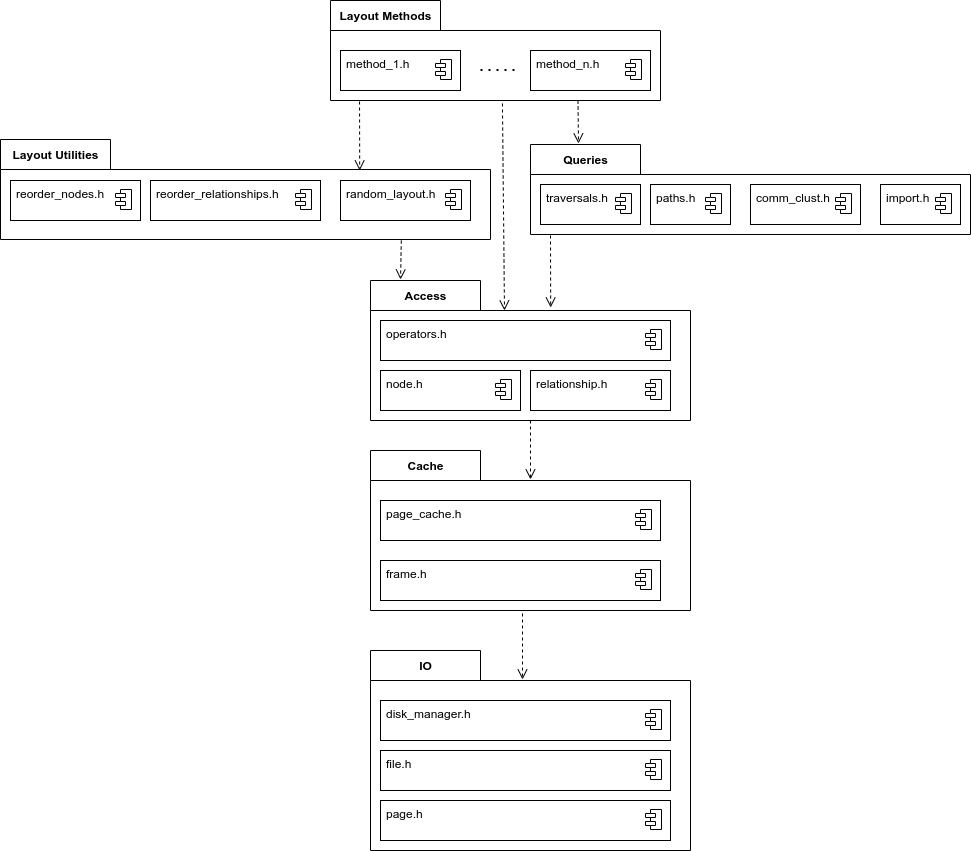 Layout Methods
method_1.h
. . . . .
method_n.h
Layout Utilities
reorder_nodes.h
reorder_relationships.h
random_layout.h
Queries
traversals.h
paths.h
comm_clust.h
import.h
Access
operators.h
node.h
relationship.h
Cache
page_cache.h
frame.h
IO
disk_manager.h
file.h
page.h